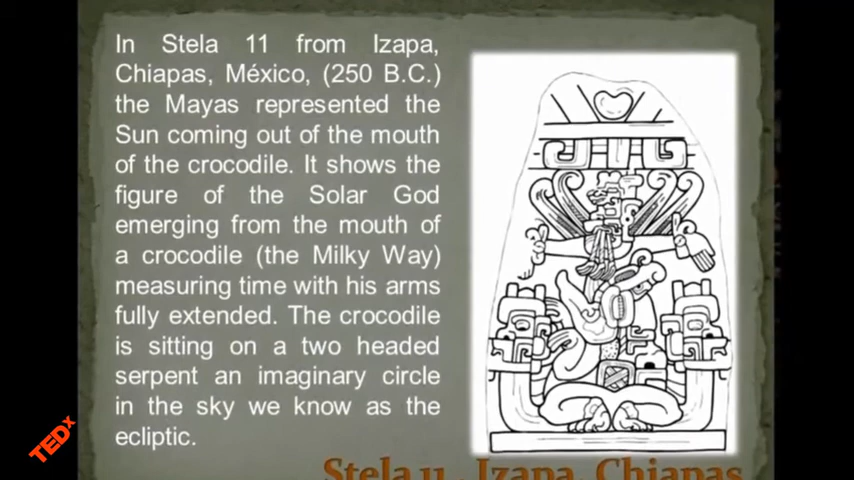 In Stela 11 from Izapa,
Chiapas, México, (250 B.C.)
the Mayas represented the
Sun coming out of the mouth
of the crocodile. It shows the
figure of the Solar God
emerging from the mouth of
a crocodile (the Milky Way)
measuring time with his arms
fully extended. The crocodile
is sitting on a two headed
serpent an imaginary circle
in the sky we know as the
ecliptic.
TEDx
Stela 11 , Izapa, Chiapas